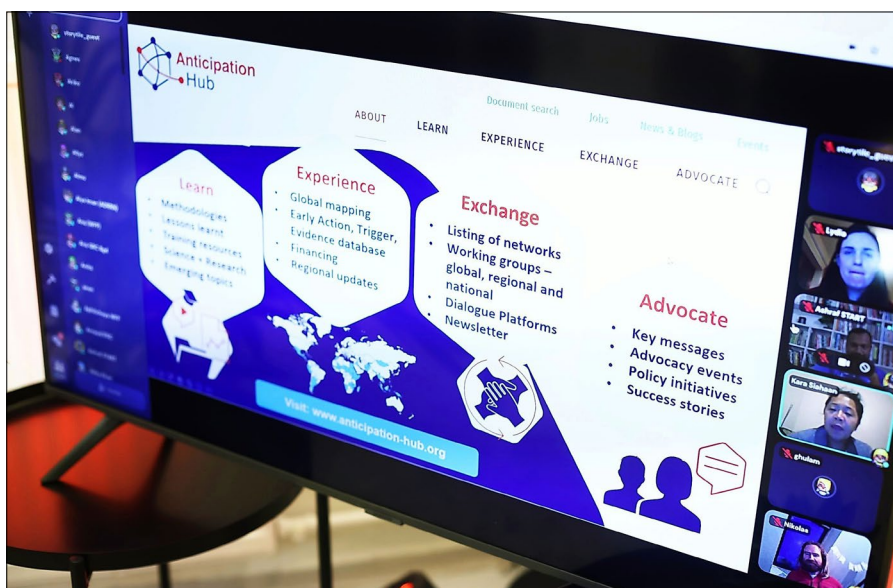 storytile_guest
Anticipation
Hub
Document search
Jobs
News & Blogs
Events
ABOUT
LEARN
EXPERIENCE
EXCHANGE
ADVOCATE
Learn
• Methodologies
• Lessons learnt
• Training resources
• Science + Research
• Emerging topics
Experience
• Global mapping
• Early Action, Trigger,
Evidence database
• Financing
• Regional updates
Exchange
• Listing of networks
• Working groups –
global, regional and
national
• Dialogue Platforms
• Newsletter
Advocate
• Key messages
• Advocacy events
• Policy initiatives
• Success stories
Visit: www.anticipation-hub.org
storytile_guest
Lydia
Ashraf START
Kara Siahaan
ghulam
Nikolas